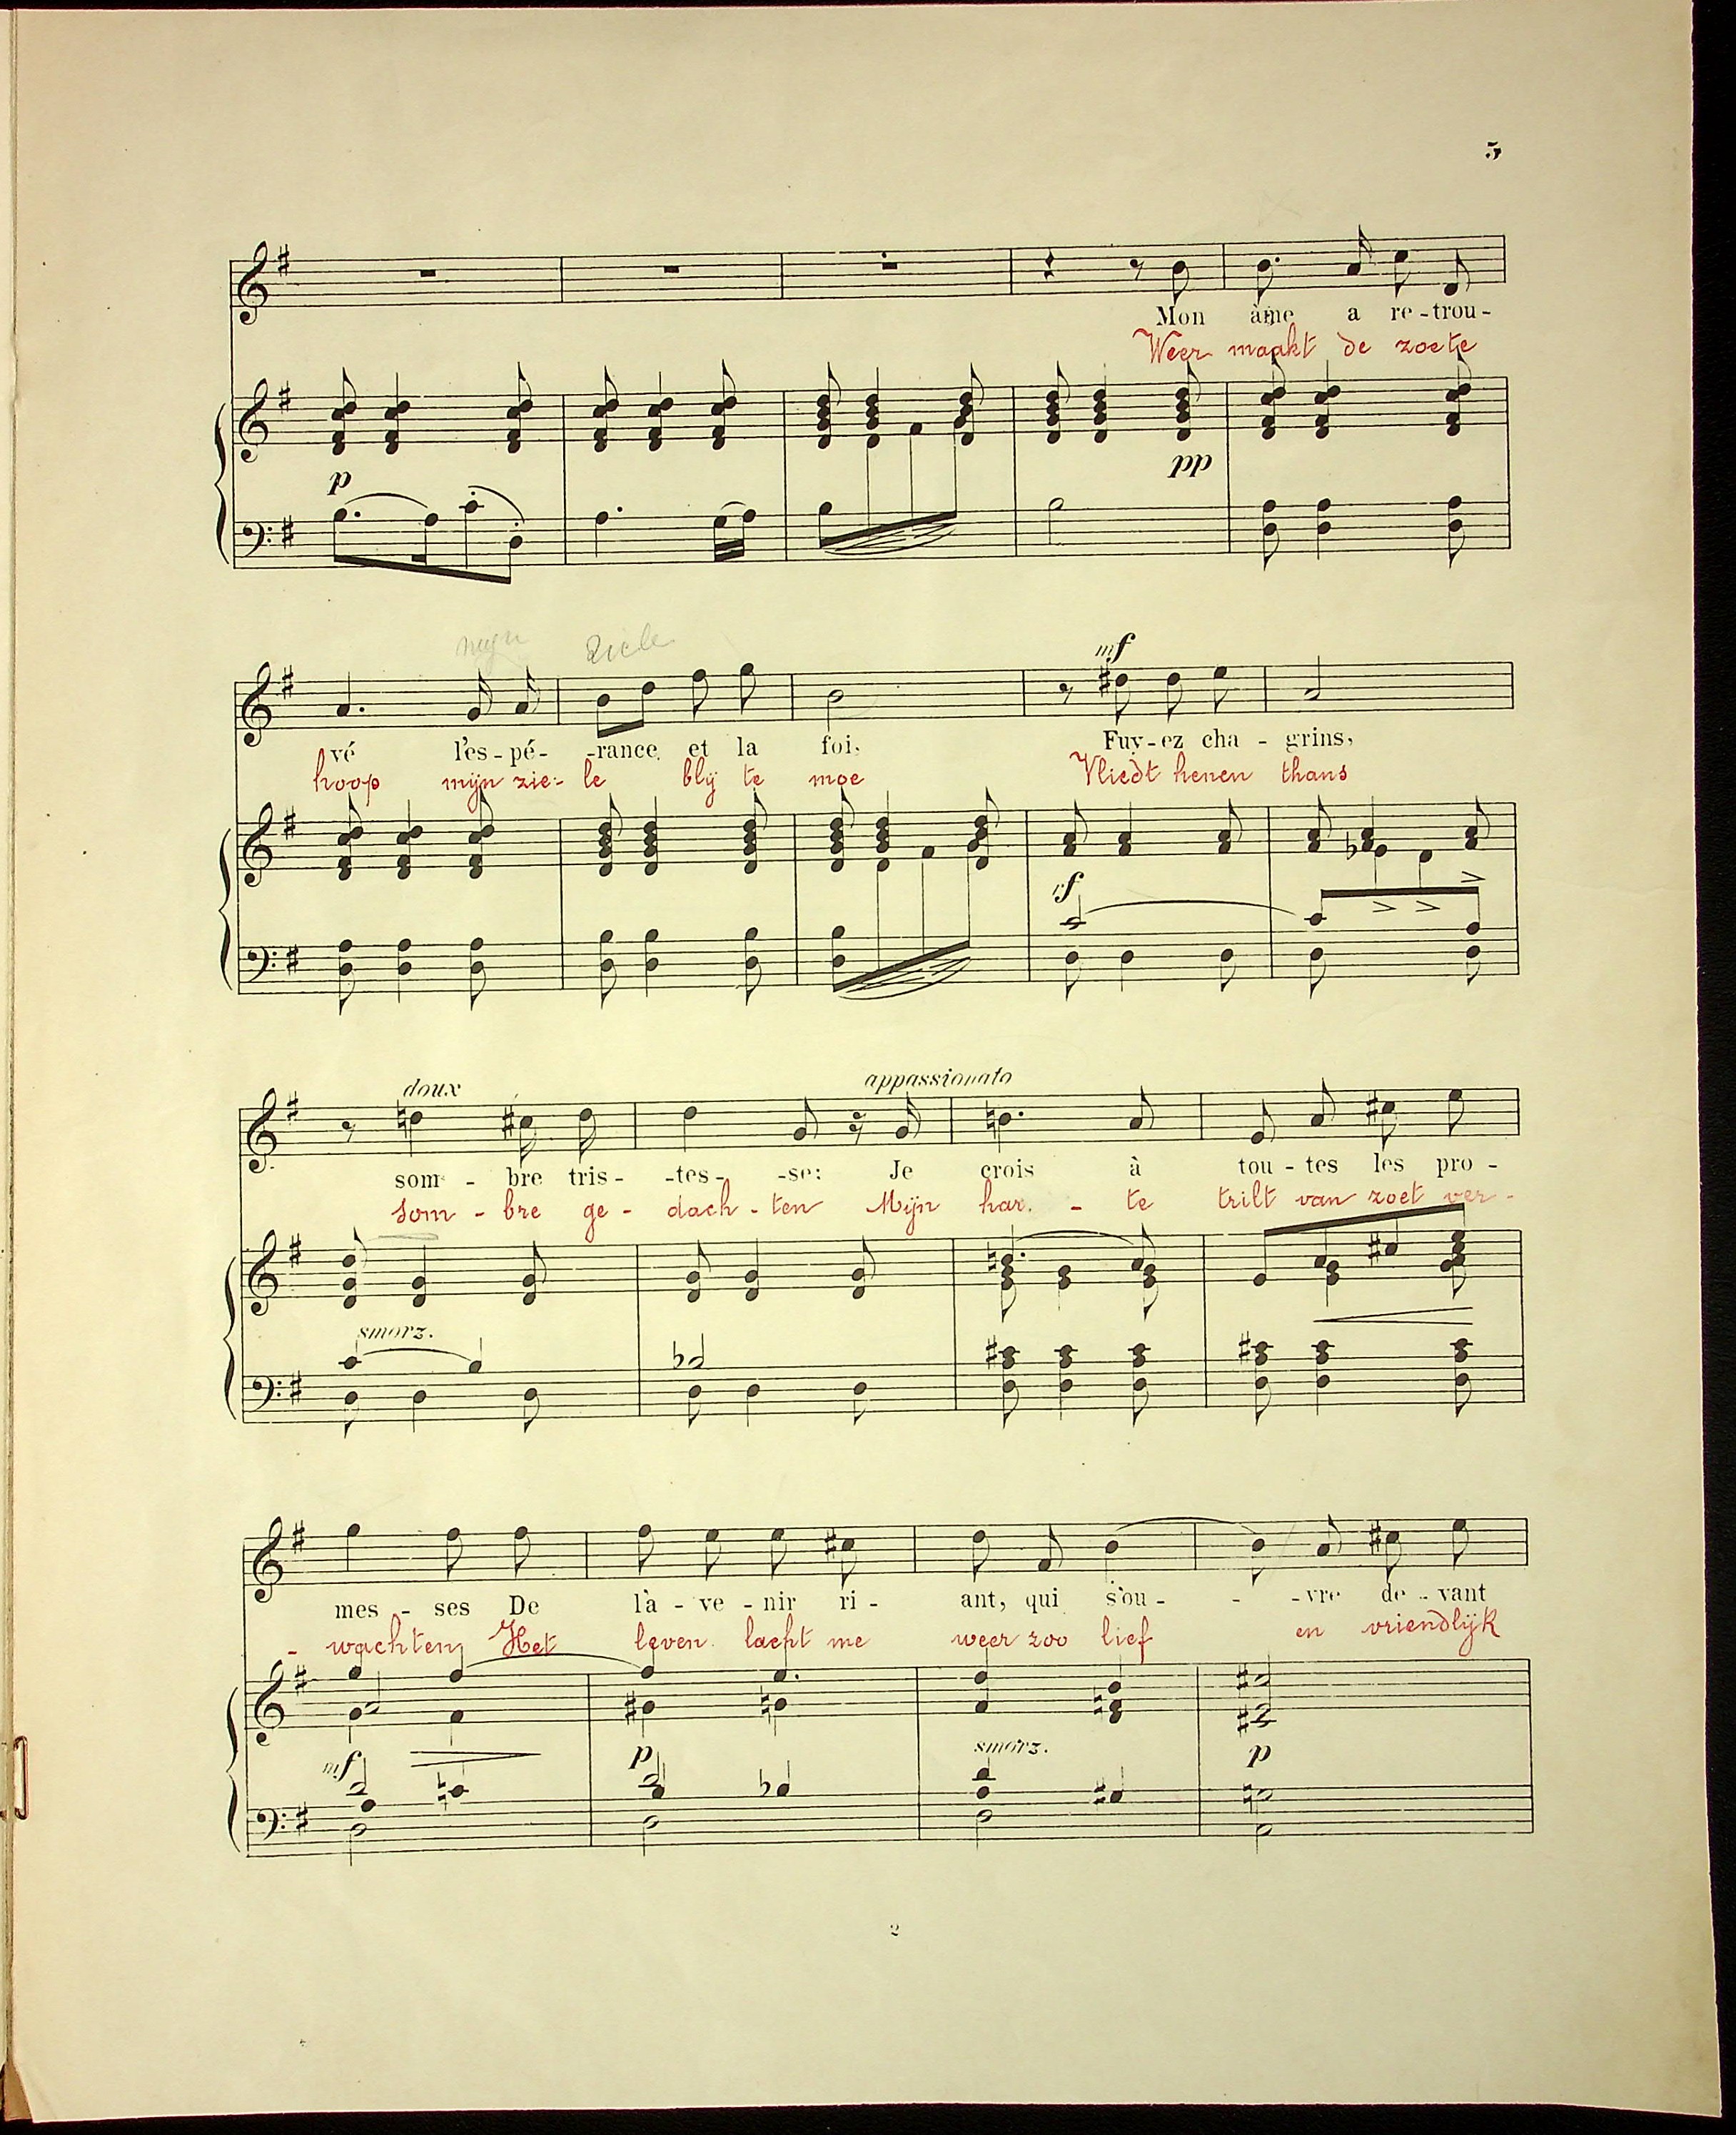 5
Mon âme a re-trou-
Weer maakt de zoete
p
pp
mijn ziele
mf
vé l'es-pé- -rance et la foi. Fuy-ez cha - grins,
hoop mijn zie- le blij te moe Vliedt henen thans
sf
doux appassionato
som - bre tris- -tes- -se: Je crois à tou - tes les pro -
som - bre ge - dach - ten Mijn har - te trilt van zoet ver -
smorz.
mes - ses De l'à - ve - nir ri - ant, qui s'ou - - -vre de - vant
- wachten, Het leven lacht me weer zoo lief en vriendlijk
mf p smorz. p
2